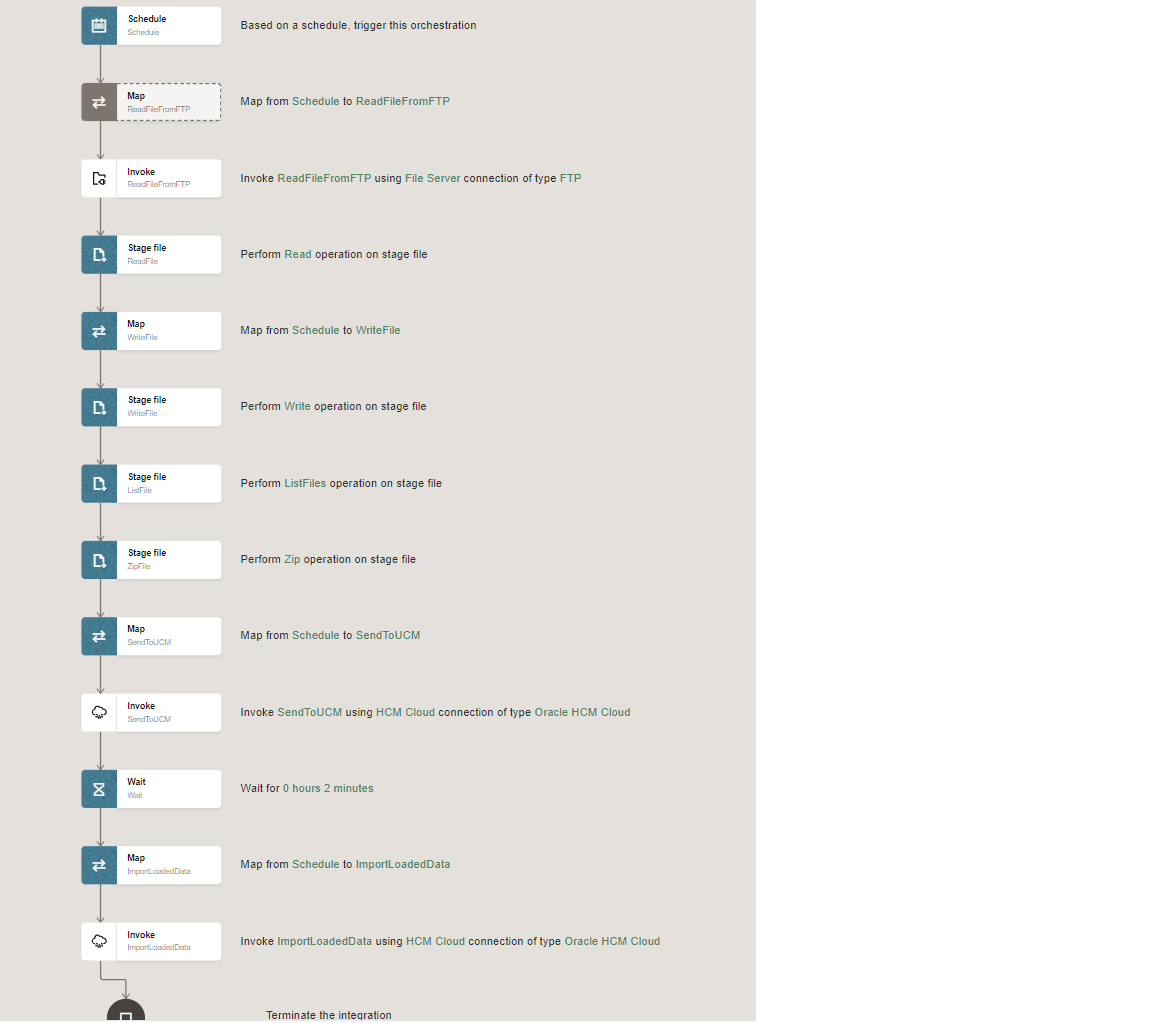 Schedule
Schedule
Based on a schedule, trigger this orchestration
Map
ReadFileFromFTP
Map from Schedule to ReadFileFromFTP
Invoke
ReadFileFromFTP
Invoke ReadFileFromFTP using File Server connection of type FTP
Stage file
ReadFile
Perform Read operation on stage file
Map
WriteFile
Map from Schedule to WriteFile
Stage file
WriteFile
Perform Write operation on stage file
Stage file
ListFile
Perform ListFiles operation on stage file
Stage file
ZipFile
Perform Zip operation on stage file
Map
SendToUCM
Map from Schedule to SendToUCM
Invoke
SendToUCM
Invoke SendToUCM using HCM Cloud connection of type Oracle HCM Cloud
Wait
Wait
Wait for 0 hours 2 minutes
Map
ImportLoadedData
Map from Schedule to ImportLoadedData
Invoke
ImportLoadedData
Invoke ImportLoadedData using HCM Cloud connection of type Oracle HCM Cloud
Terminate the integration